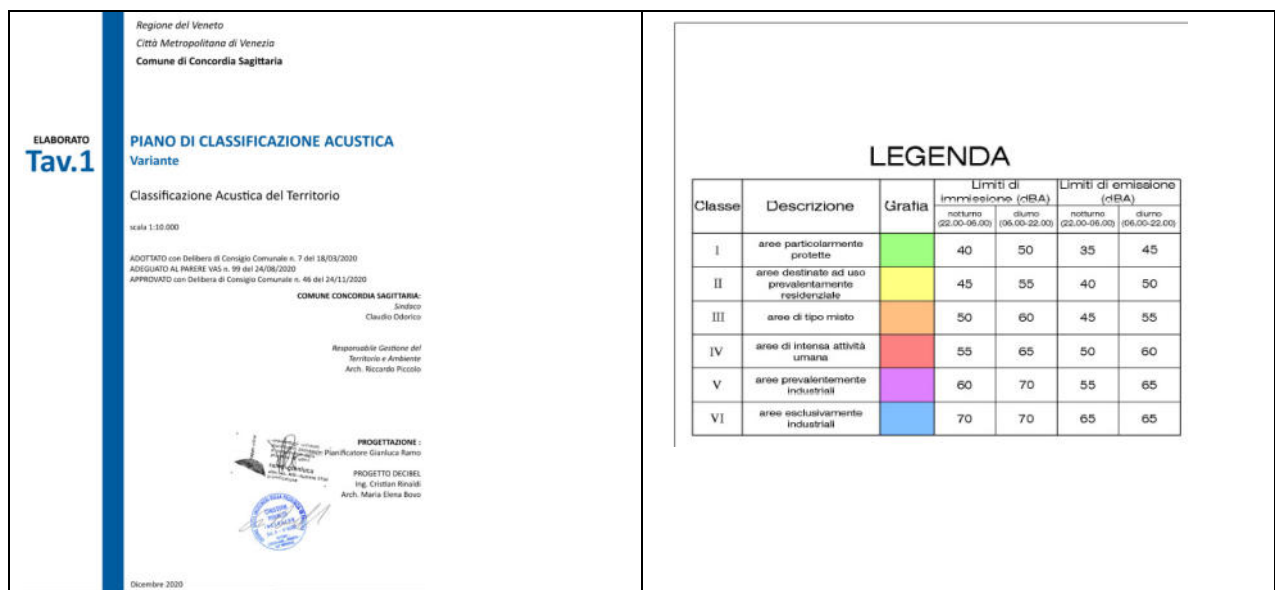 Regione del Veneto
Città Metropolitana di Venezia
Comune di Concordia Sagittaria
ELABORATO
Tav.1
PIANO DI CLASSIFICAZIONE ACUSTICA
Variante
Classificazione Acustica del Territorio
scala 1:10.000
ADOTTATO con Delibera di Consigio Comunale n. 7 del 18/03/2020
ADEGUATO AL PARERE VAS n. 99 del 24/08/2020
APPROVATO con Delibera di Consigio Comunale n. 46 del 24/11/2020
COMUNE CONCORDIA SAGITTARIA:
Sindaco
Claudio Odorico
Responsabile Gestione del
Territorio e Ambiente
Arch. Riccardo Piccolo
PROGETTAZIONE :
Pianificatore Gianluca Ramo
PROGETTO DECIBEL
Ing. Cristian Rinaldi
Arch. Maria Elena Bovo
Dicembre 2020
LEGENDA
Classe Descrizione Grafia Limiti di immissione (dBA) Limiti di emissione (dBA)
notturno (22.00-06.00) diurno (06.00-22.00) notturno (22.00-06.00) diurno (06.00-22.00)
I aree particolarmente protette 40 50 35 45
II aree destinate ad uso prevalentemente residenziale 45 55 40 50
III aree di tipo misto 50 60 45 55
IV aree di intensa attività umana 55 65 50 60
V aree prevalentemente industriali 60 70 55 65
VI aree esclusivamente industriali 70 70 65 65